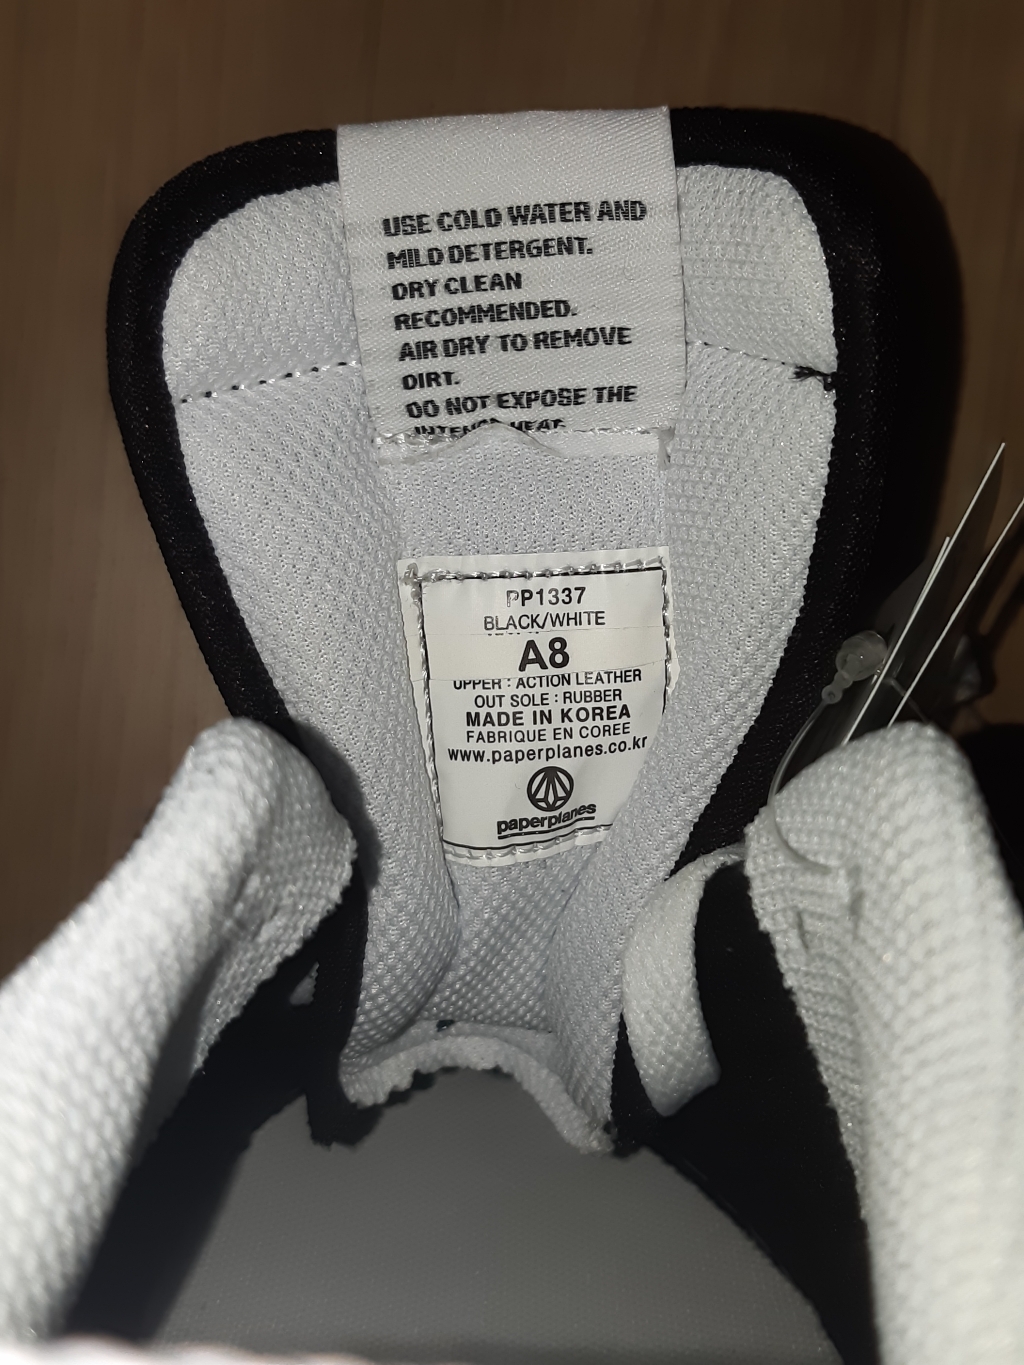 USE COLD WATER AND
MILD DETERGENT.
DRY CLEAN
RECOMMENDED.
AIR DRY TO REMOVE
DIRT.
DO NOT EXPOSE THE
INTENSE HEAT.
PP1337
BLACK/WHITE
A8
UPPER : ACTION LEATHER
OUT SOLE : RUBBER
MADE IN KOREA
FABRIQUE EN COREE
www.paperplanes.co.kr
paperplanes